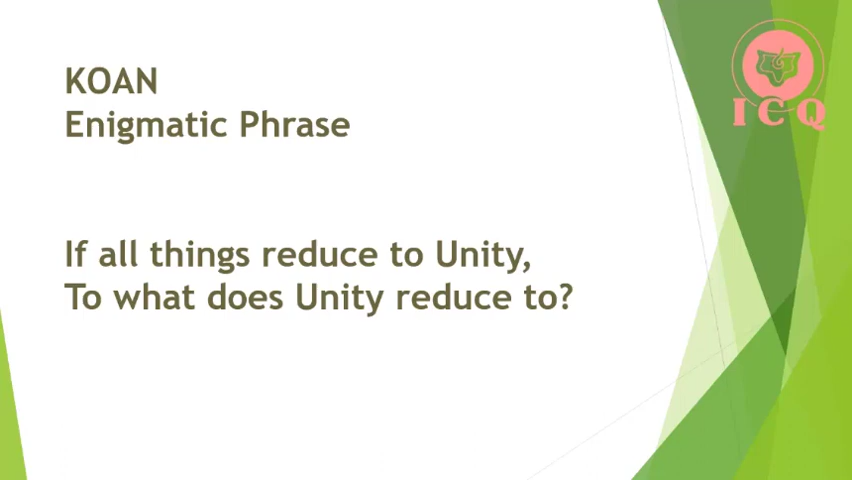 KOAN
Enigmatic Phrase
If all things reduce to Unity,
To what does Unity reduce to?
ICQ